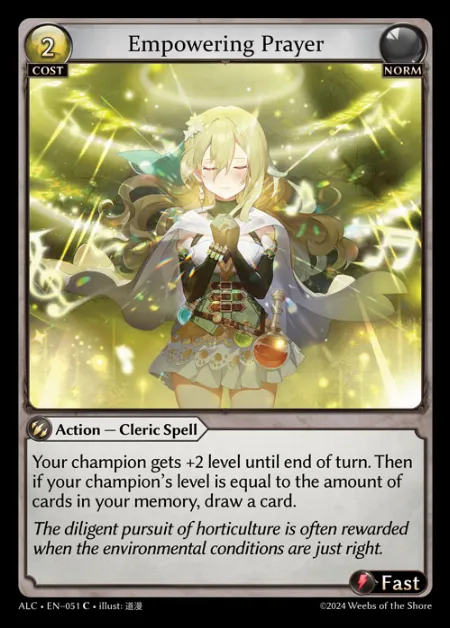 2
Empowering Prayer
COST
NORM
Action — Cleric Spell
Your champion gets +2 level until end of turn. Then
if your champion's level is equal to the amount of
cards in your memory, draw a card.
The diligent pursuit of horticulture is often rewarded
when the environmental conditions are just right.
Fast
ALC • EN–051 C • illust: 道漫
©2024 Weebs of the Shore